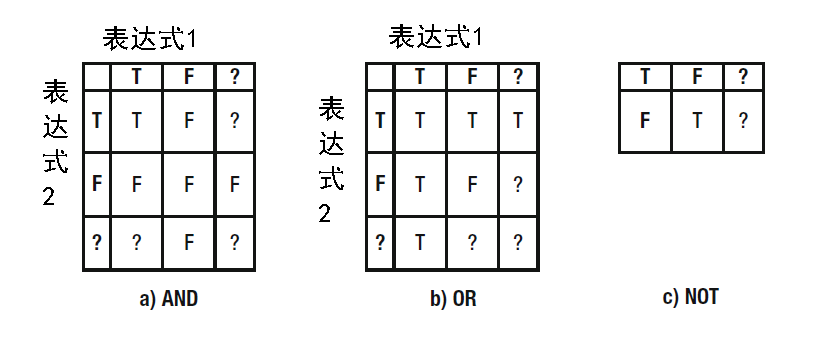 表达式1
表达式2
T F ?
T T F ?
F F F F
? ? F ?
a) AND
表达式1
表达式2
T F ?
T T T T
F T F ?
? T ? ?
b) OR
T F ?
F T ?
c) NOT